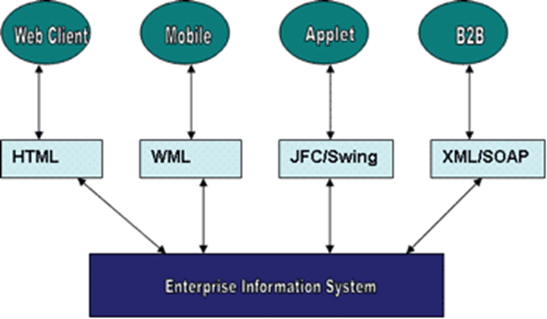 Web Client Mobile Applet B2B
HTML WML JFC/Swing XML/SOAP
Enterprise Information System